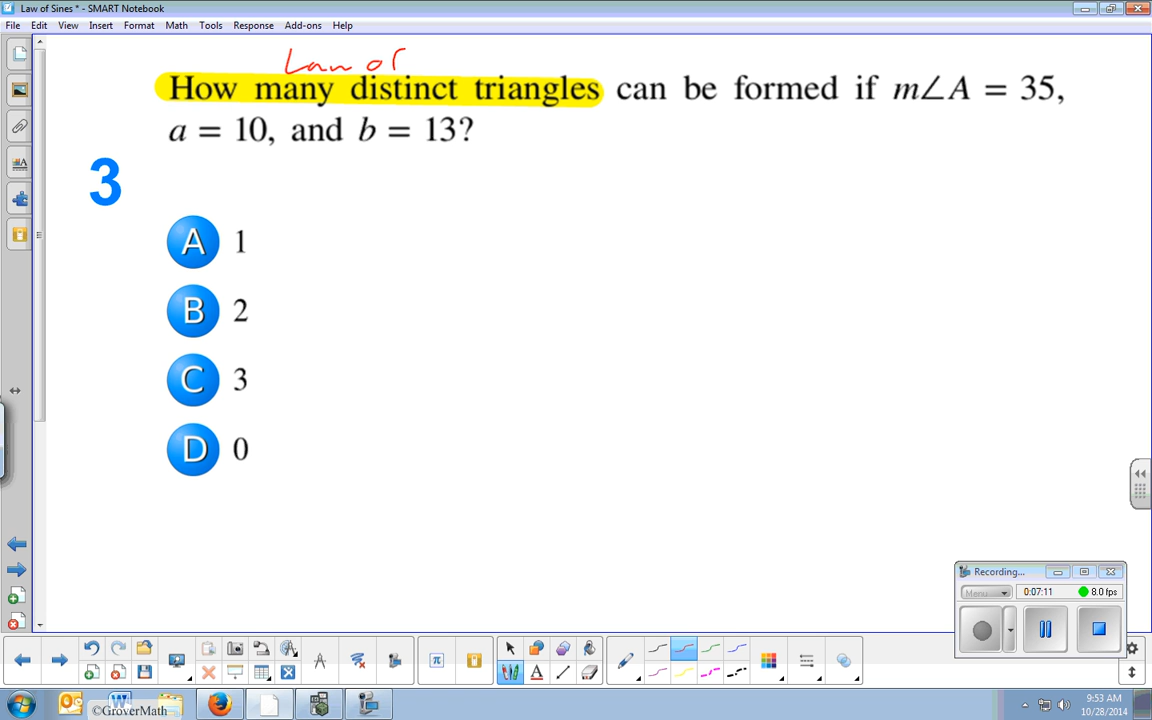 Law of Sines * - SMART Notebook
File Edit View Insert Format Math Tools Response Add-ons Help
Law of
How many distinct triangles can be formed if m∠A = 35,
a = 10, and b = 13?
3
A 1
B 2
C 3
D 0
Recording...
Menu 0:07:11 8.0 fps
A
π
A
9:53 AM
©GroverMath 10/28/2014